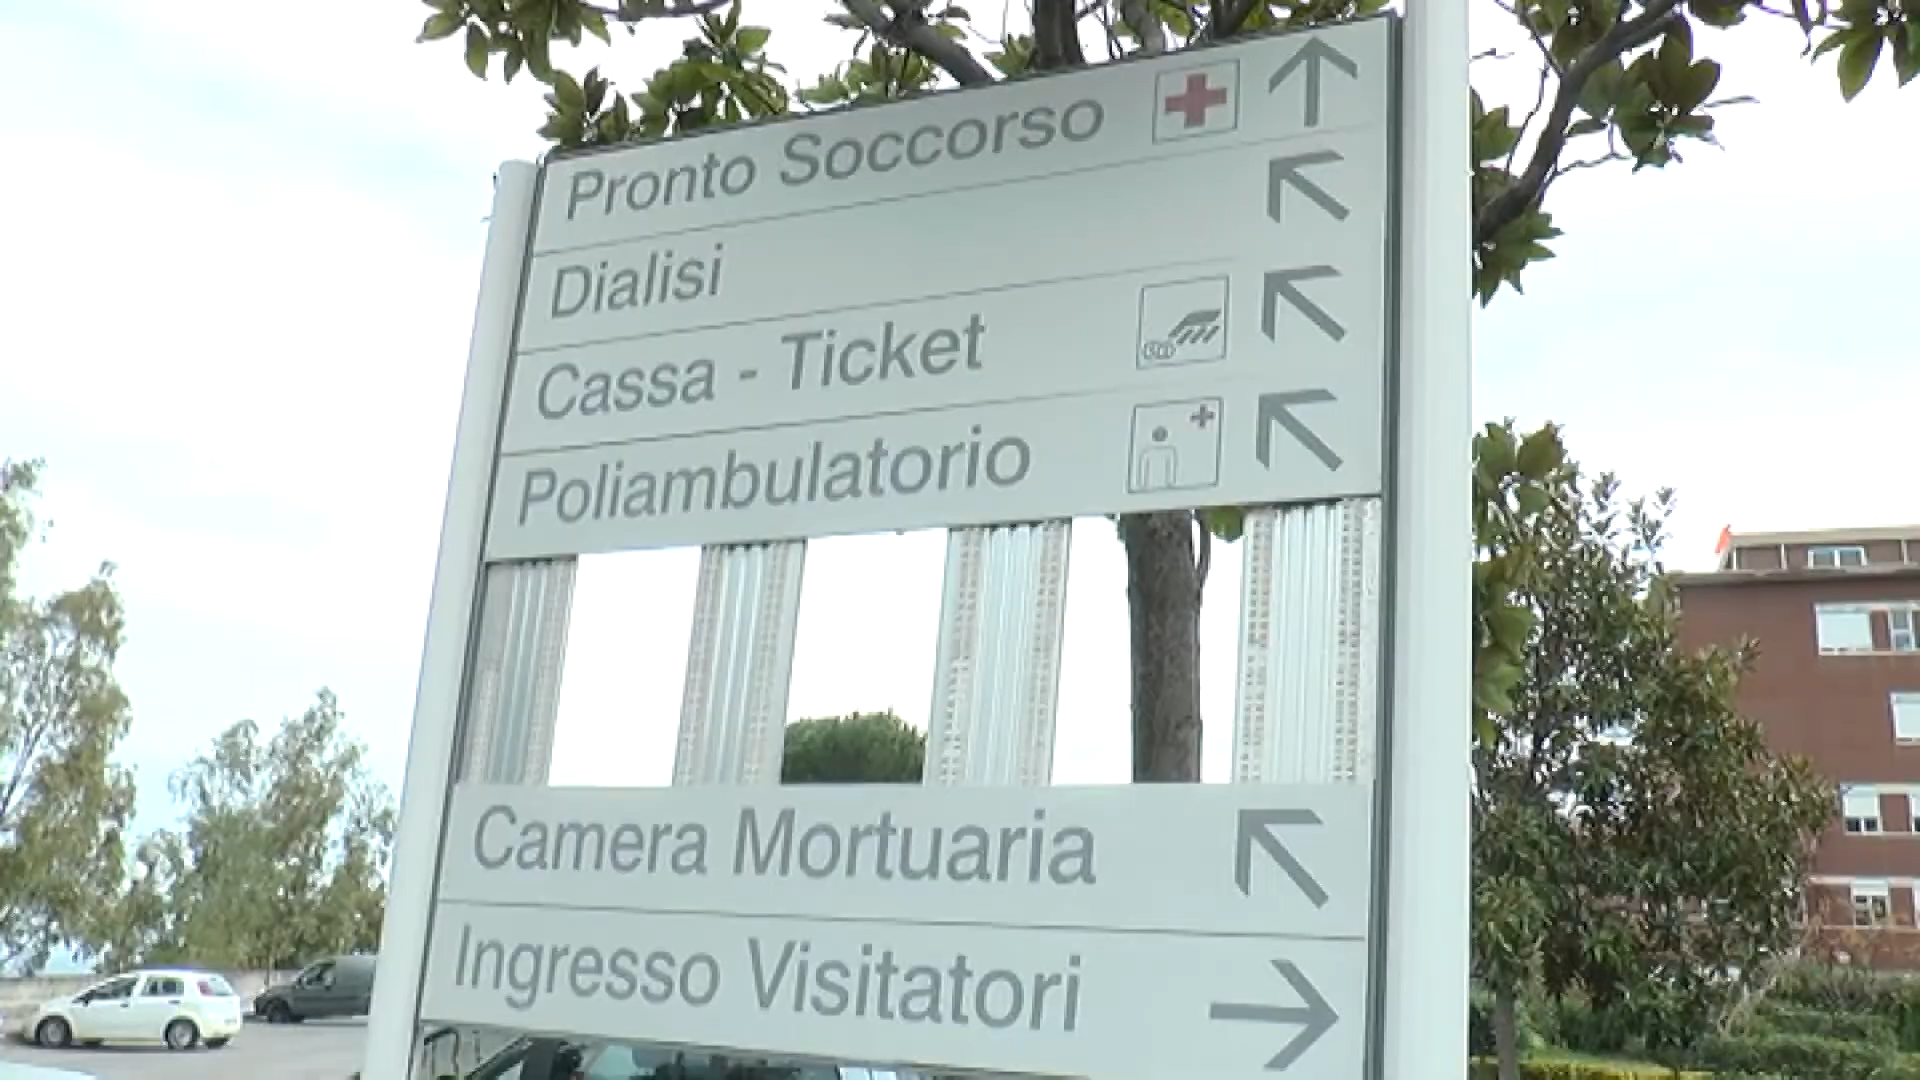 Pronto Soccorso
Dialisi
Cassa - Ticket
Poliambulatorio
Camera Mortuaria
Ingresso Visitatori